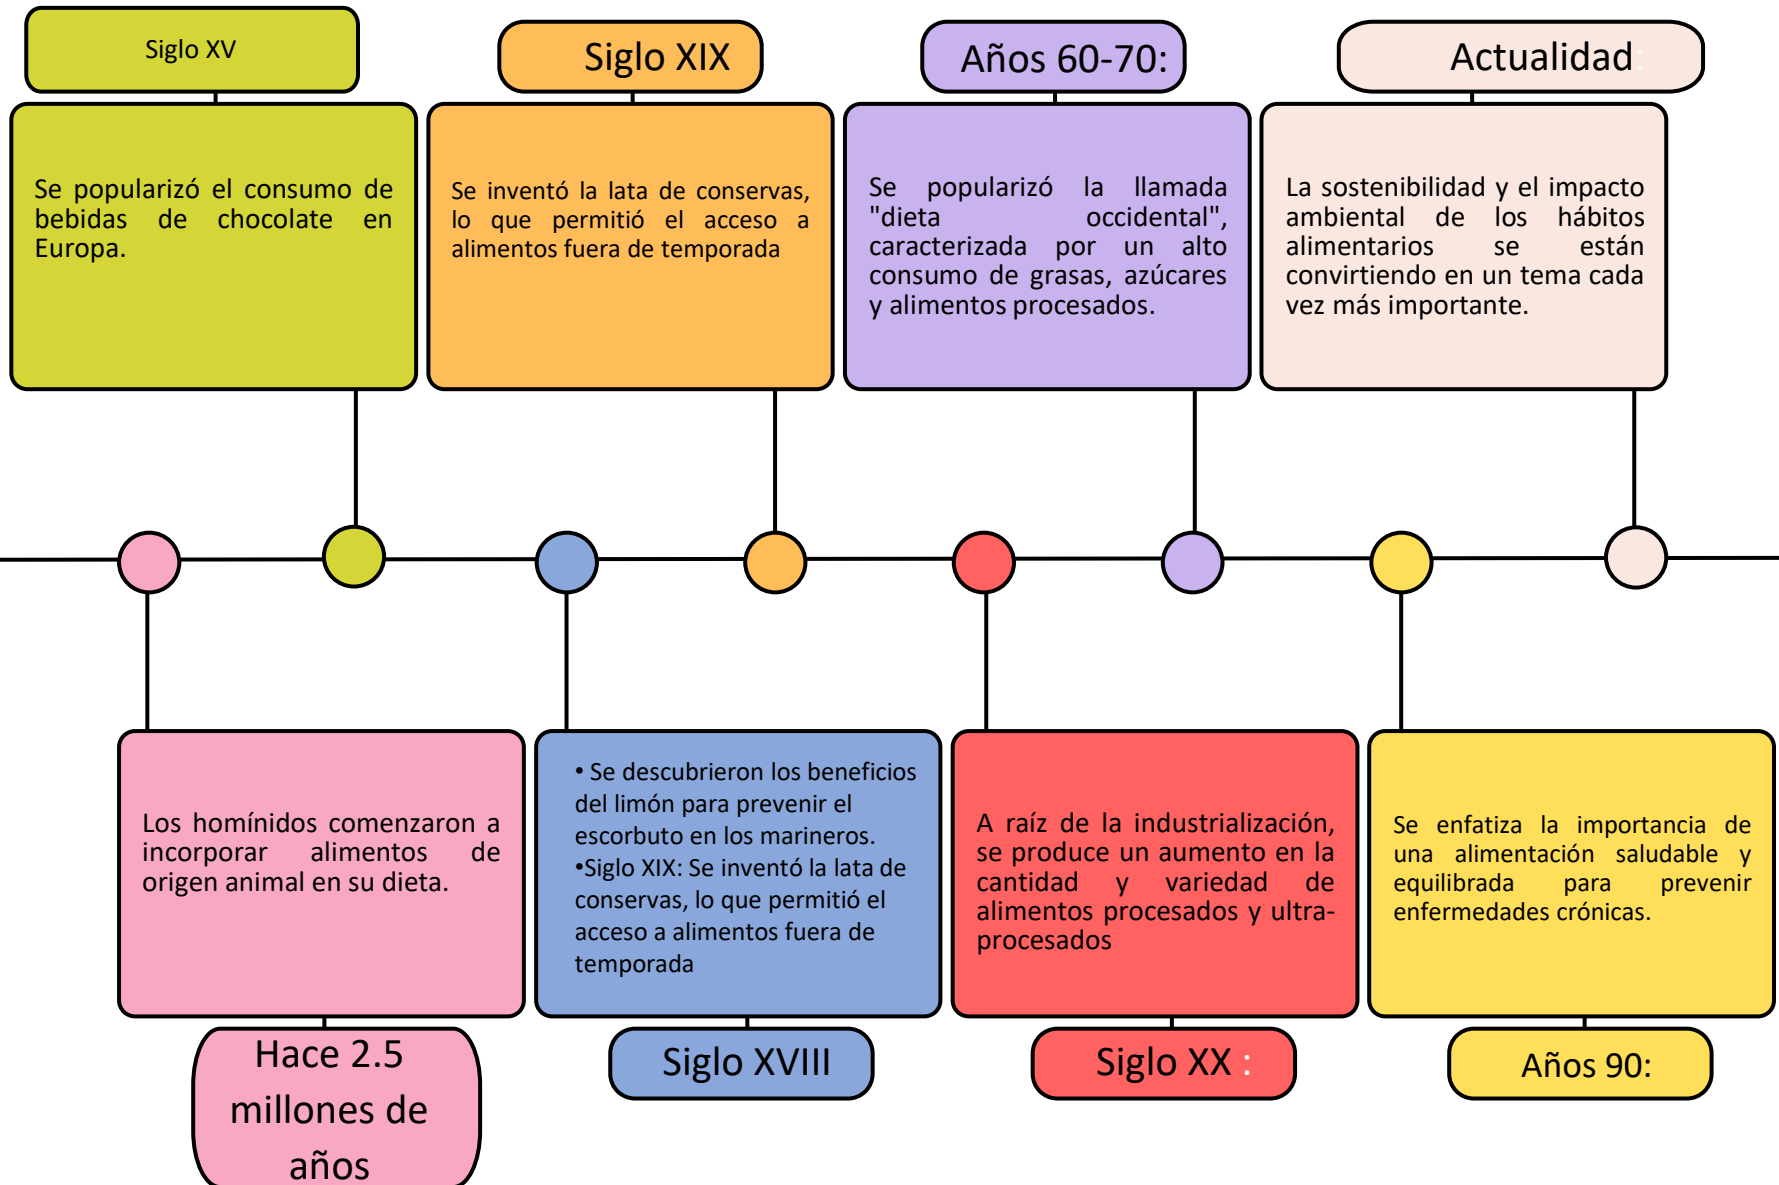 Siglo XV
Se popularizó el consumo de
bebidas de chocolate en
Europa.
Siglo XIX
Se inventó la lata de conservas,
lo que permitió el acceso a
alimentos fuera de temporada
Años 60-70:
Se popularizó la llamada
"dieta occidental",
caracterizada por un alto
consumo de grasas, azúcares
y alimentos procesados.
Actualidad:
La sostenibilidad y el impacto
ambiental de los hábitos
alimentarios se están
convirtiendo en un tema cada
vez más importante.
Los homínidos comenzaron a
incorporar alimentos de
origen animal en su dieta.
Hace 2.5
millones de
años
• Se descubrieron los beneficios
del limón para prevenir el
escorbuto en los marineros.
•Siglo XIX: Se inventó la lata de
conservas, lo que permitió el
acceso a alimentos fuera de
temporada
Siglo XVIII
A raíz de la industrialización,
se produce un aumento en la
cantidad y variedad de
alimentos procesados y ultra-
procesados
Siglo XX :
Se enfatiza la importancia de
una alimentación saludable y
equilibrada para prevenir
enfermedades crónicas.
Años 90: